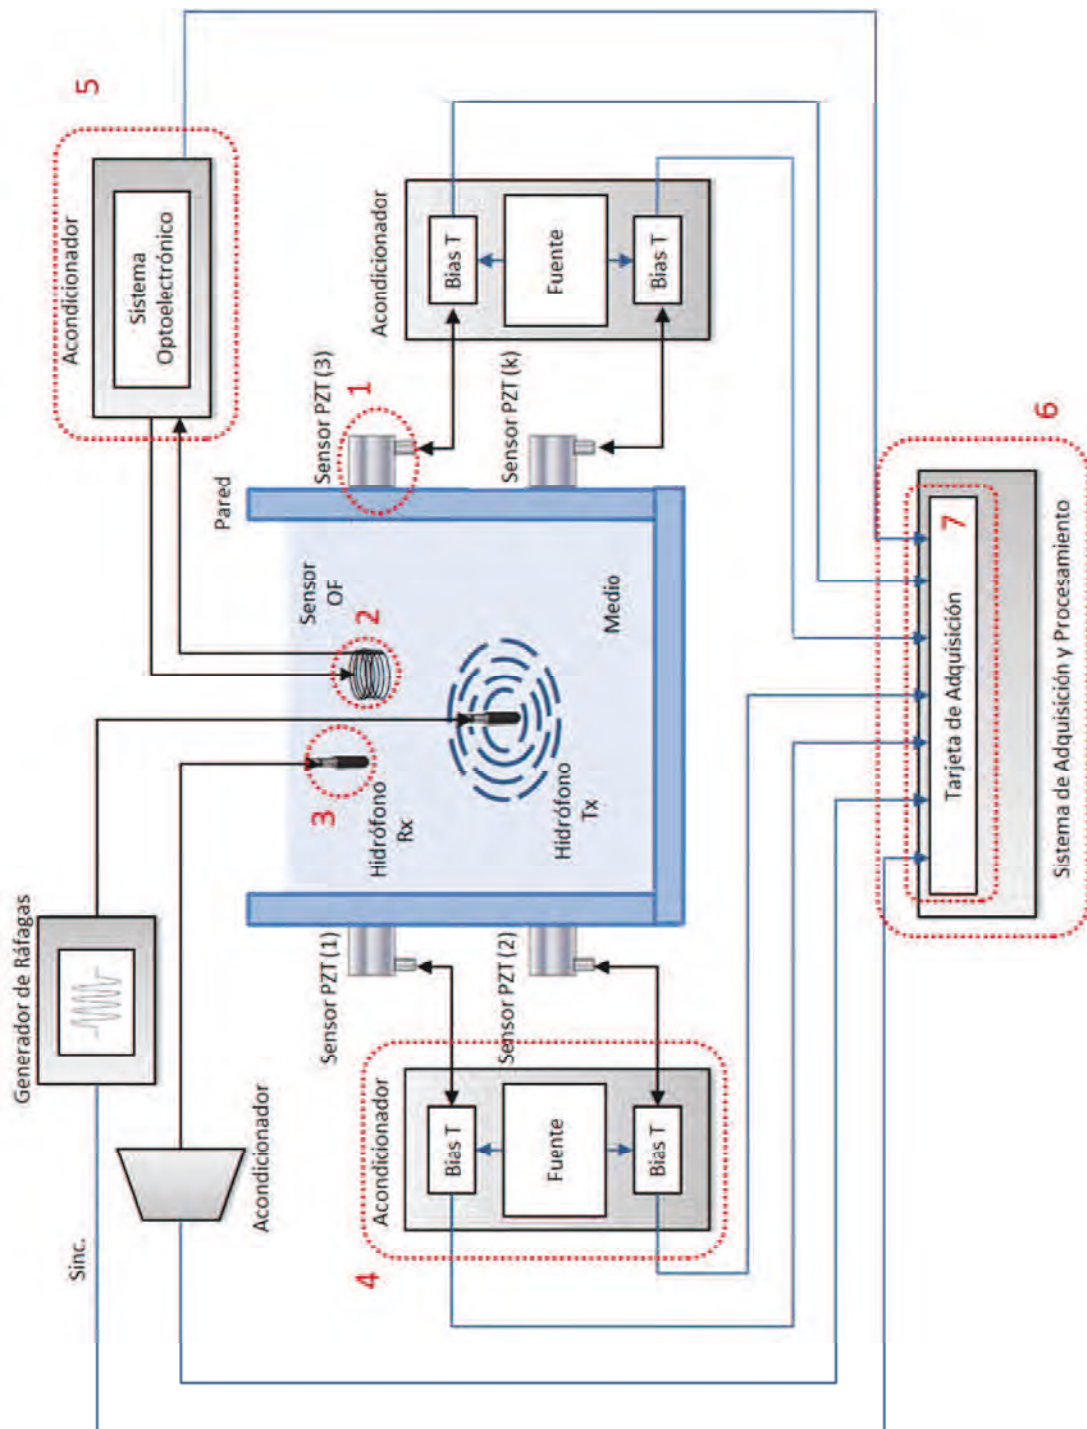 Generador de Ráfagas
5
Acondicionador
Sinc.
Sistema
Optoelectrónico
Pared
Acondicionador
Sensor
OF
3
Sensor PZT (1)
Sensor PZT (3)
1
2
4
Hidrófono
Rx
Acondicionador
Acondicionador
Bias T
Bias T
Sensor PZT (2)
Sensor PZT (k)
Fuente
Fuente
Hidrófono
Tx
Medio
Bias T
Bias T
Tarjeta de Adquisición
7
6
Sistema de Adquisición y Procesamiento